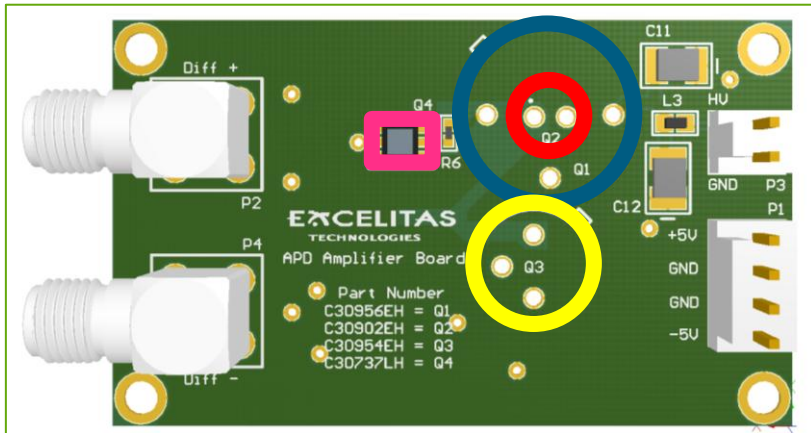 Diff +
P2
Q4
R6
Q2
Q1
C11
L3
HV
GND
P3
C12
P1
+5V
GND
GND
-5V
EXCELITAS
TECHNOLOGIES
APD Amplifier Board
Q3
P4
Diff -
Part Number
C30956EH = Q1
C30902EH = Q2
C30954EH = Q3
C30737LH = Q4